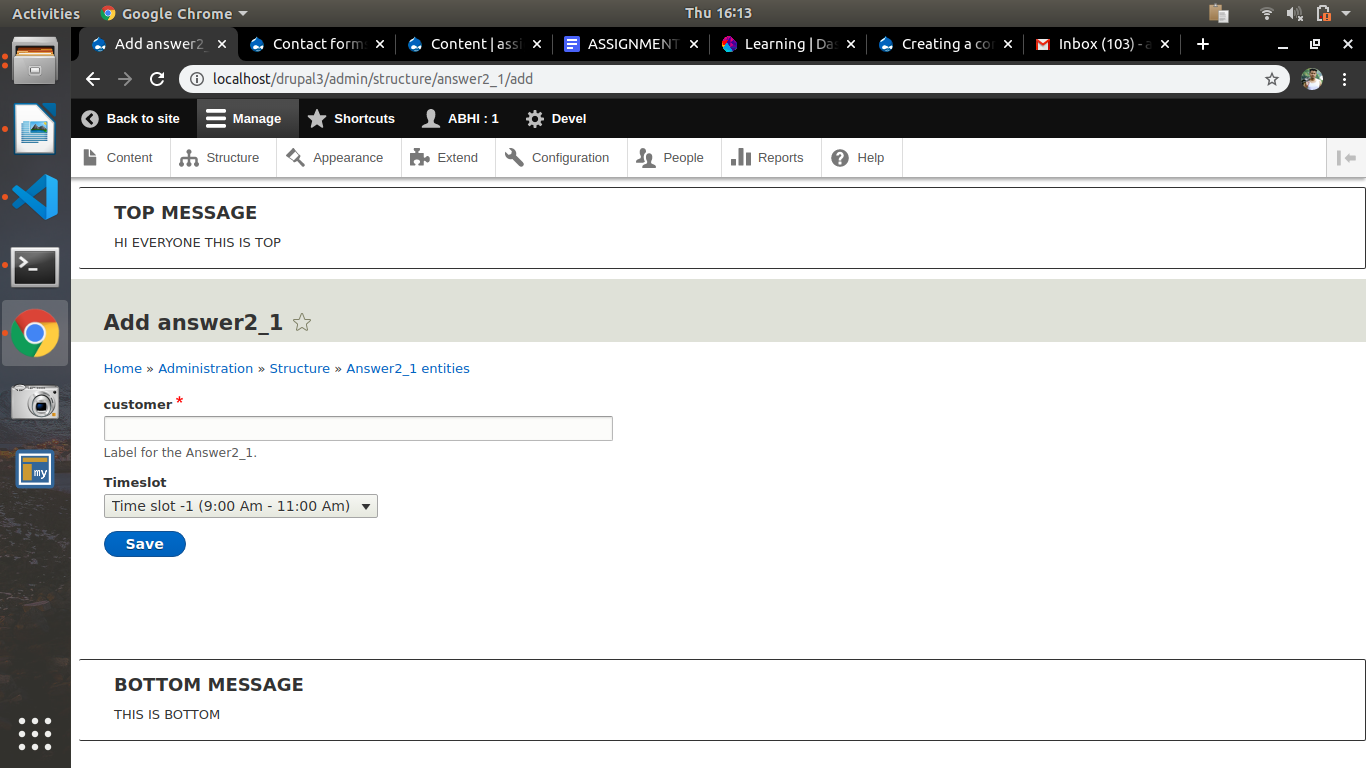 Activities Google Chrome Thu 16:13
Add answer2_ Contact form Content | assi ASSIGNMENT Learning | Das Creating a co Inbox (103) - a
localhost/drupal3/admin/structure/answer2_1/add
Back to site Manage Shortcuts ABHI : 1 Devel
Content Structure Appearance Extend Configuration People Reports Help
TOP MESSAGE
HI EVERYONE THIS IS TOP
Add answer2_1
Home » Administration » Structure » Answer2_1 entities
customer *
Label for the Answer2_1.
Timeslot
Time slot -1 (9:00 Am - 11:00 Am)
Save
my
BOTTOM MESSAGE
THIS IS BOTTOM